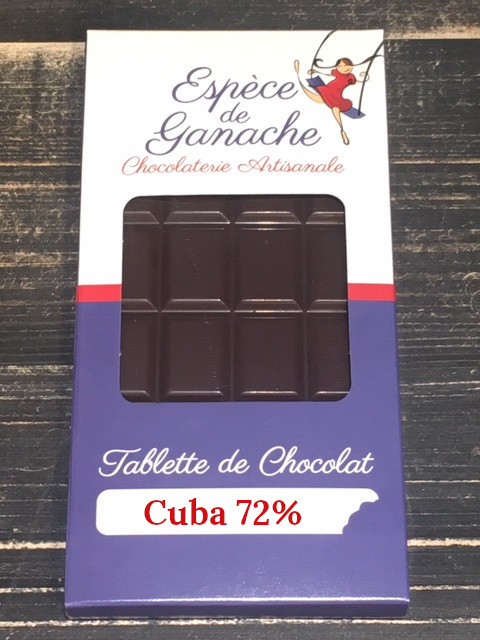 Espèce
de
Ganache
Chocolaterie Artisanale
Tablette de Chocolat
Cuba 72%